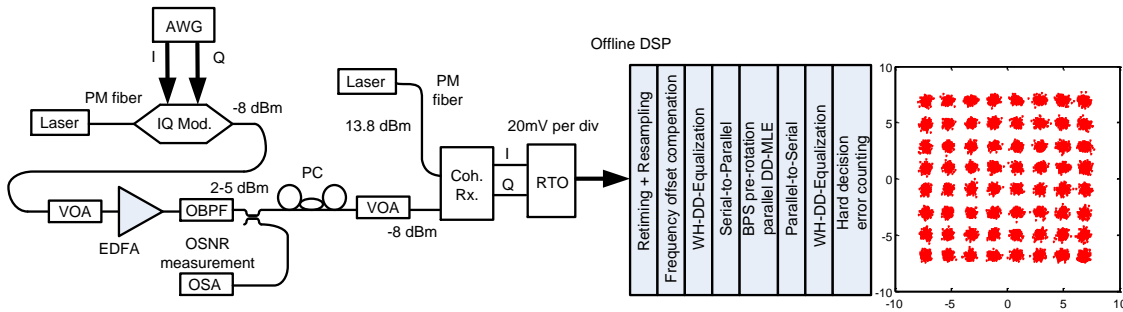 AWG
I
Q
PM fiber
Laser
IQ Mod.
-8 dBm
VOA
EDFA
OBPF
2-5 dBm
OSNR
measurement
OSA
PC
VOA
-8 dBm
Laser
PM
fiber
13.8 dBm
Coh.
Rx.
I
Q
20mV per div
RTO
Offline DSP
Retiming + Resampling
Frequency offset compenation
WH-DD-Equalization
Serial-to-Parallel
BPS pre-rotation
parallel DD-MLE
Parallel-to-Serial
WH-DD-Equalization
Hard decision
error counting
10
5
0
-5
-10
-10
-5
0
5
10